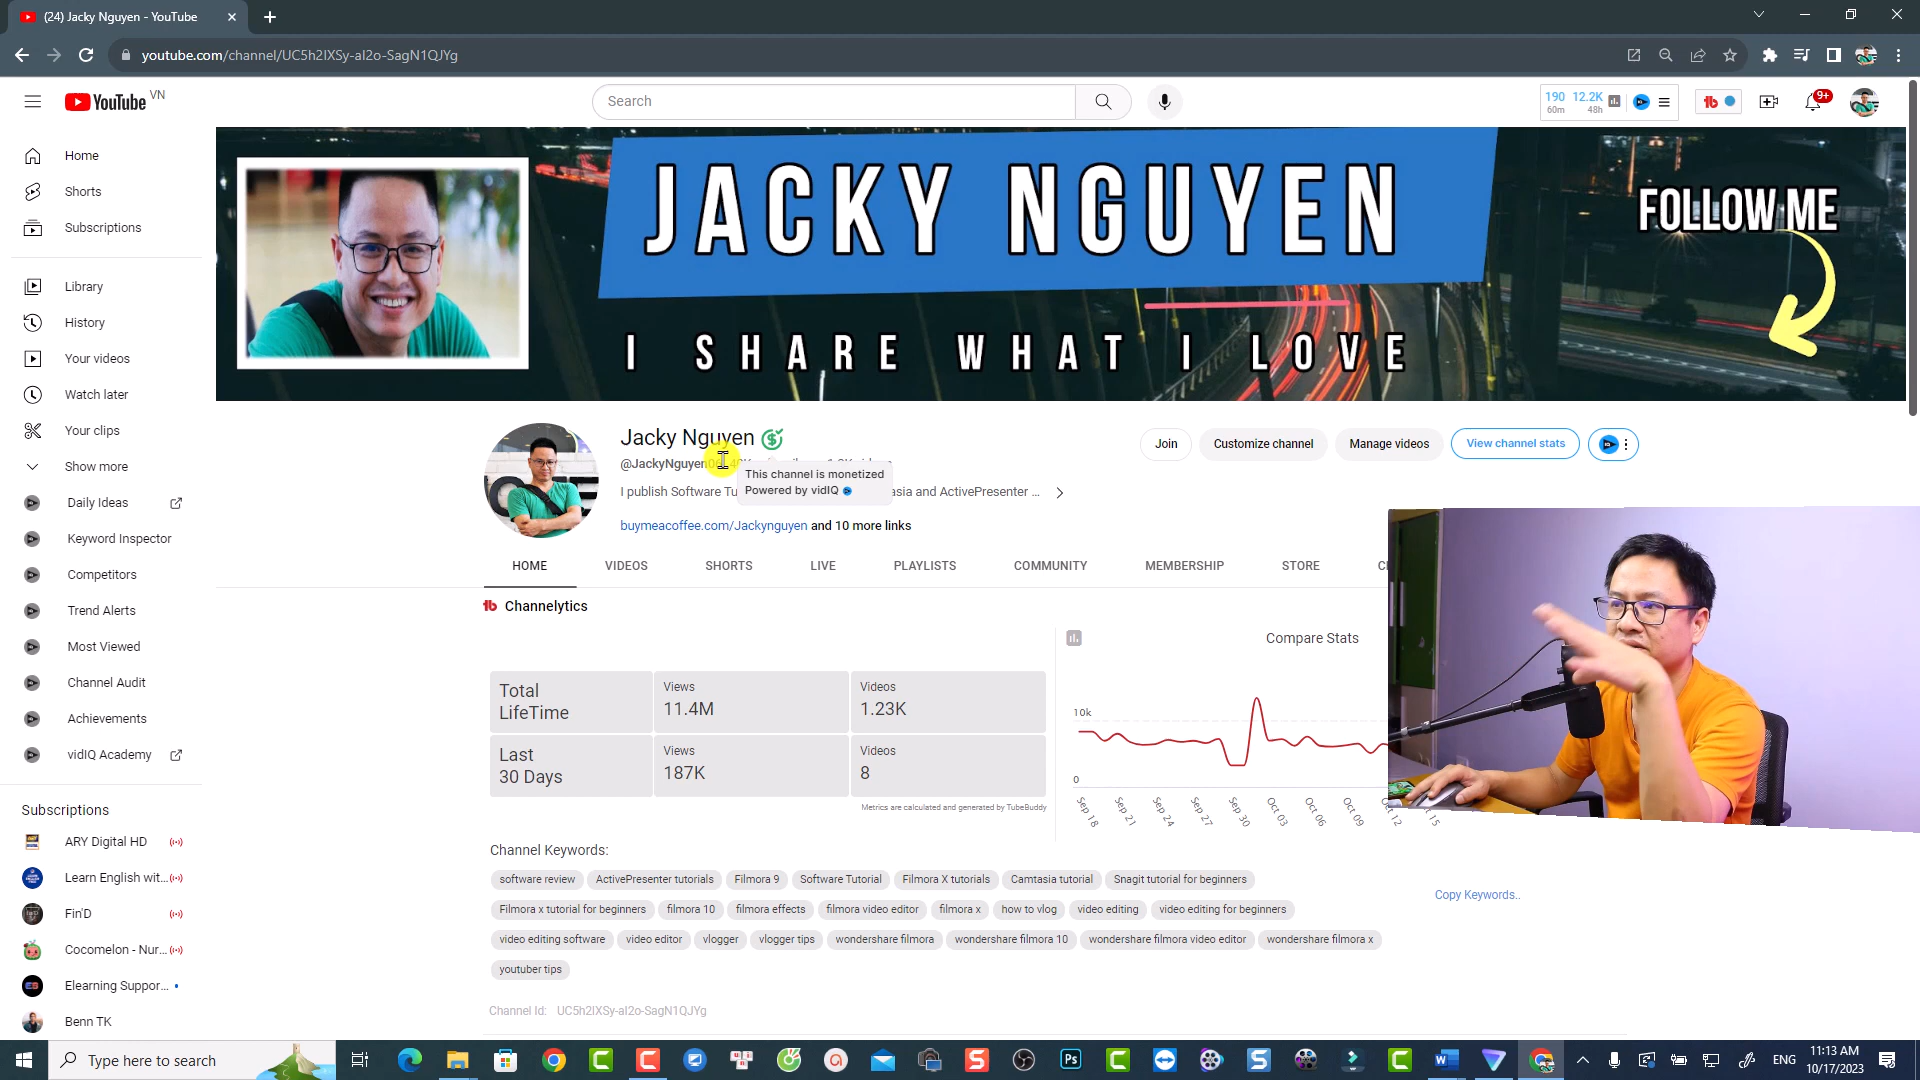 (24) Jacky Nguyen - YouTube
youtube.com/channel/UC5h2lXSy-aI2o-SagN1QJYg
YouTube VN
Search
190 12.2K
60m 48h
9+
Home
Shorts
Subscriptions
Library
History
Your videos
Watch later
Your clips
Show more
Daily Ideas
Keyword Inspector
Competitors
Trend Alerts
Most Viewed
Channel Audit
Achievements
vidIQ Academy
Subscriptions
ARY Digital HD
Learn English wit...
Fin'D
Cocomelon - Nur...
Elearning Suppor...
Benn TK
JACKY NGUYEN
I SHARE WHAT I LOVE
FOLLOW ME
Jacky Nguyen
@JackyNguyen
This channel is monetized
Powered by vidIQ
I publish Software Tu asia and ActivePresenter ...
buymeacoffee.com/Jackynguyen and 10 more links
Join
Customize channel
Manage videos
View channel stats
HOME
VIDEOS
SHORTS
LIVE
PLAYLISTS
COMMUNITY
MEMBERSHIP
STORE
Channelytics
Total LifeTime
Views
11.4M
Videos
1.23K
Last 30 Days
Views
187K
Videos
8
Metrics are calculated and generated by TubeBuddy
Compare Stats
10k
0
Sep 18
Sep 21
Sep 24
Sep 27
Sep 30
Oct 03
Oct 06
Oct 09
Oct 12
15
Channel Keywords:
software review
ActivePresenter tutorials
Filmora 9
Software Tutorial
Filmora X tutorials
Camtasia tutorial
Snagit tutorial for beginners
Filmora x tutorial for beginners
filmora 10
filmora effects
filmora video editor
filmora x
how to vlog
video editing
video editing for beginners
video editing software
video editor
vlogger
vlogger tips
wondershare filmora
wondershare filmora 10
wondershare filmora video editor
wondershare filmora x
youtuber tips
Copy Keywords..
Channel Id: UC5h2lXSy-aI2o-SagN1QJYg
Type here to search
ENG
11:13 AM
10/17/2023